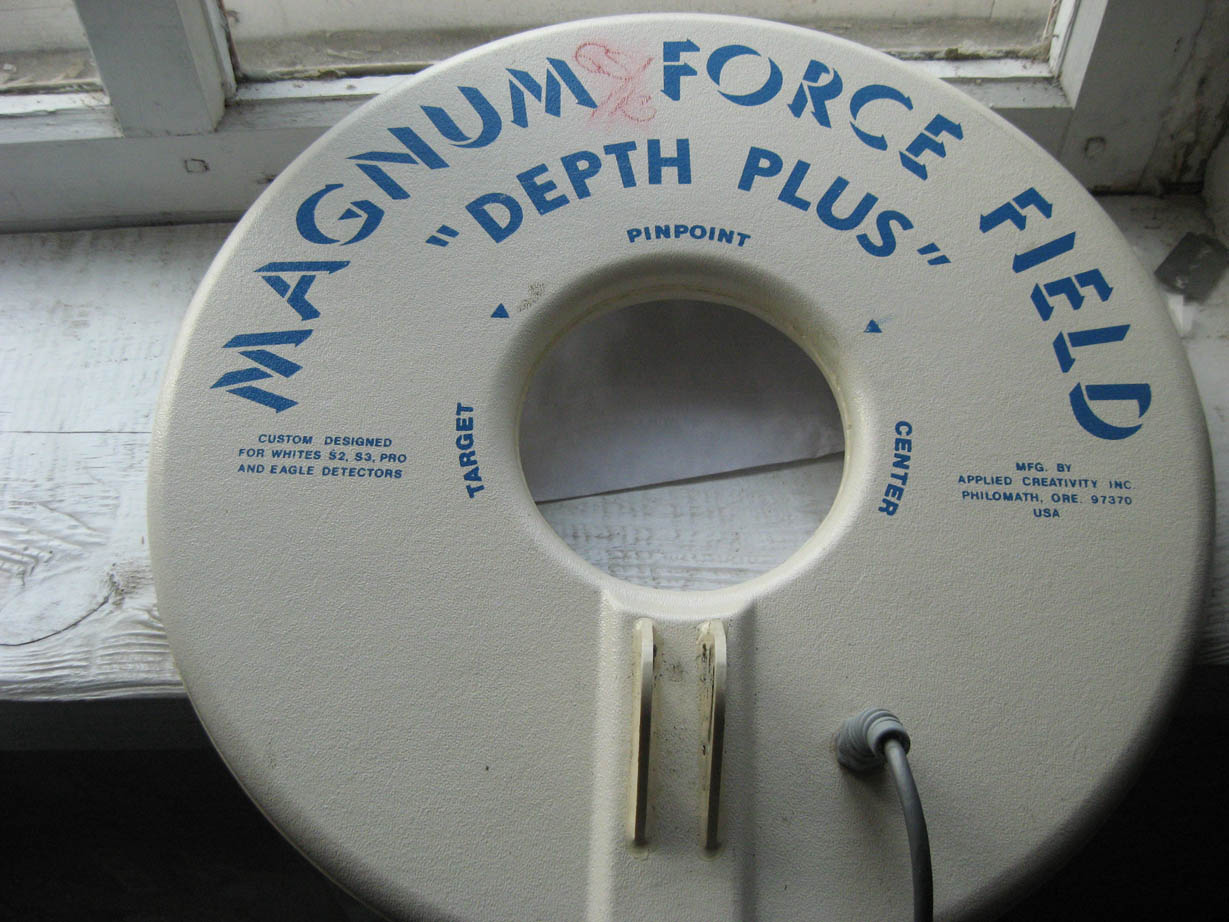 MAGNUM FORCE FIELD
"DEPTH PLUS"
PINPOINT
TARGET
CENTER
CUSTOM DESIGNED
FOR WHITES S2, S3, PRO
AND EAGLE DETECTORS
MFG. BY
APPLIED CREATIVITY INC.
PHILOMATH, ORE. 97370
USA